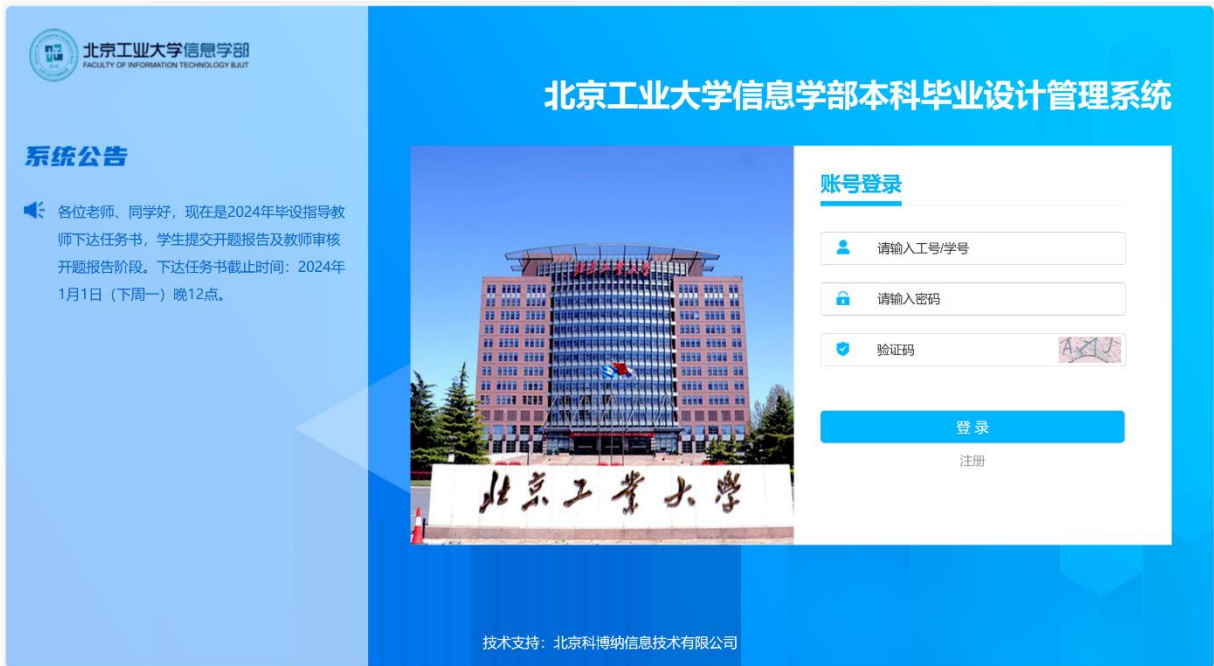 北京工业大学信息学部
FACULTY OF INFORMATION TECHNOLOGY BJUT
北京工业大学信息学部本科毕业设计管理系统
系统公告
各位老师、同学好，现在是2024年毕设指导教
师下达任务书，学生提交开题报告及教师审核
开题报告阶段。下达任务书截止时间：2024年
1月1日（下周一）晚12点。
北京工业大学
北京工業大學
账号登录
请输入工号/学号
请输入密码
验证码
登 录
注册
技术支持：北京科博纳信息技术有限公司